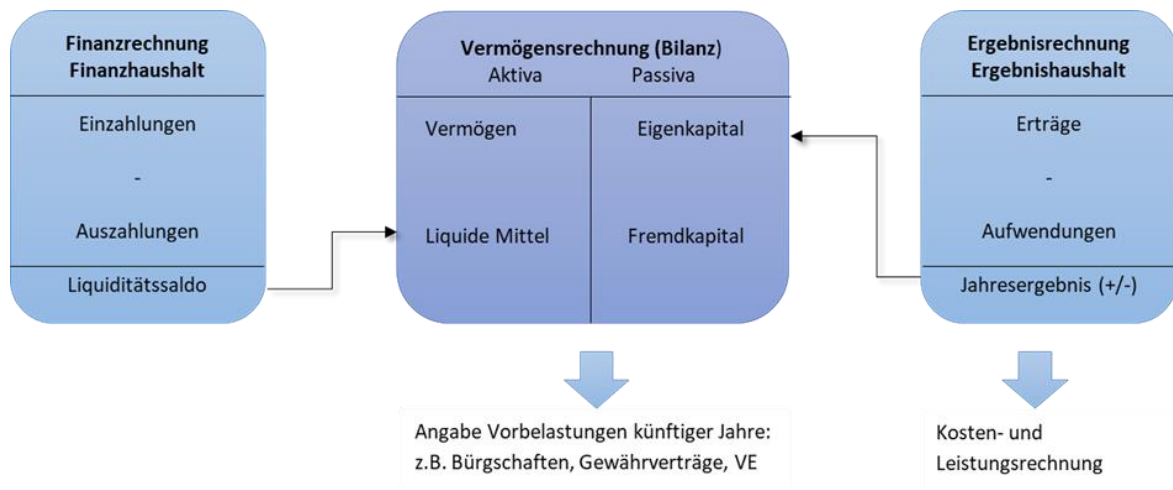 Finanzrechnung
Finanzhaushalt
Einzahlungen
-
Auszahlungen
Liquiditätssaldo
Vermögensrechnung (Bilanz)
Aktiva Passiva
Vermögen Eigenkapital
Liquide Mittel Fremdkapital
Ergebnisrechnung
Ergebnishaushalt
Erträge
-
Aufwendungen
Jahresergebnis (+/-)
Angabe Vorbelastungen künftiger Jahre:
z.B. Bürgschaften, Gewährverträge, VE
Kosten- und
Leistungsrechnung